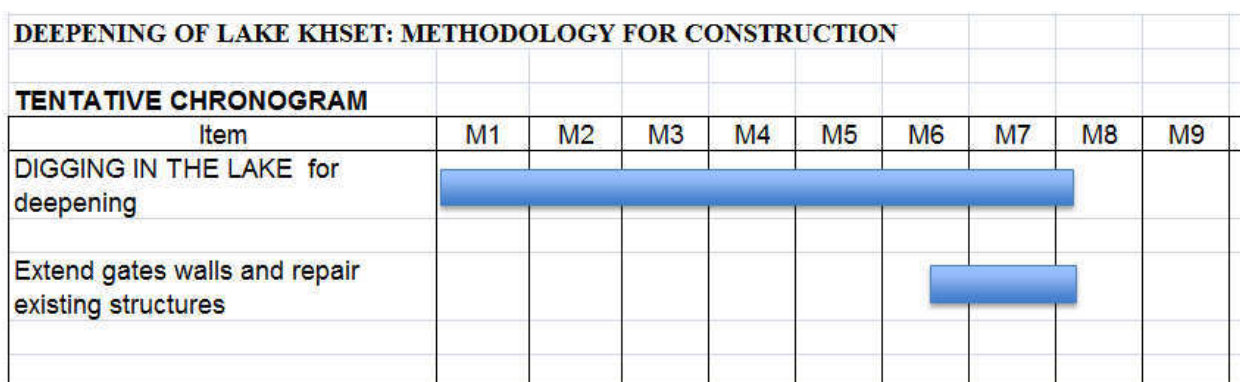 DEEPENING OF LAKE KHSET: METHODOLOGY FOR CONSTRUCTION
TENTATIVE CHRONOGRAM
Item M1 M2 M3 M4 M5 M6 M7 M8 M9
DIGGING IN THE LAKE for
deepening
Extend gates walls and repair
existing structures